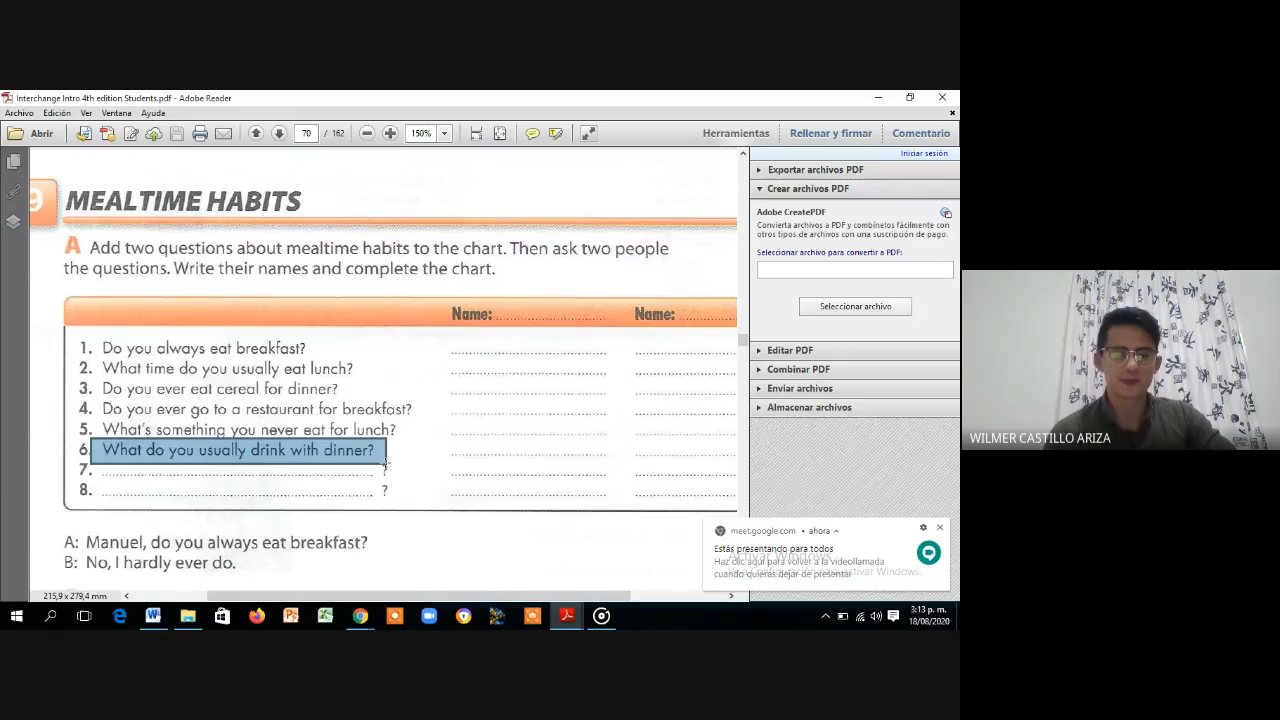 Interchange Intro 4th edition Students.pdf - Adobe Reader
Archivo Edición Ver Ventana Ayuda
Abrir 70 / 162 150% Herramientas Rellenar y firmar Comentario
Iniciar sesión
Exportar archivos PDF
Crear archivos PDF
Adobe CreatePDF
Convierta archivos a PDF y combínelos fácilmente con otros tipos de archivos con una suscripción de pago.
Seleccionar archivo para convertir a PDF:
Seleccionar archivo
Editar PDF
Combinar PDF
Enviar archivos
Almacenar archivos
9 MEALTIME HABITS
A Add two questions about mealtime habits to the chart. Then ask two people
the questions. Write their names and complete the chart.
Name: Name:
1. Do you always eat breakfast?
2. What time do you usually eat lunch?
3. Do you ever eat cereal for dinner?
4. Do you ever go to a restaurant for breakfast?
5. What's something you never eat for lunch?
6. What do you usually drink with dinner?
7. ?
8. ?
A: Manuel, do you always eat breakfast?
B: No, I hardly ever do.
meet.google.com • ahora
Estás presentando para todos
Haz clic aquí para volver a la videollamada
cuando quieras dejar de presentar
Activar Windows
215,9 x 279,4 mm
3:13 p. m.
18/08/2020
WILMER CASTILLO ARIZA